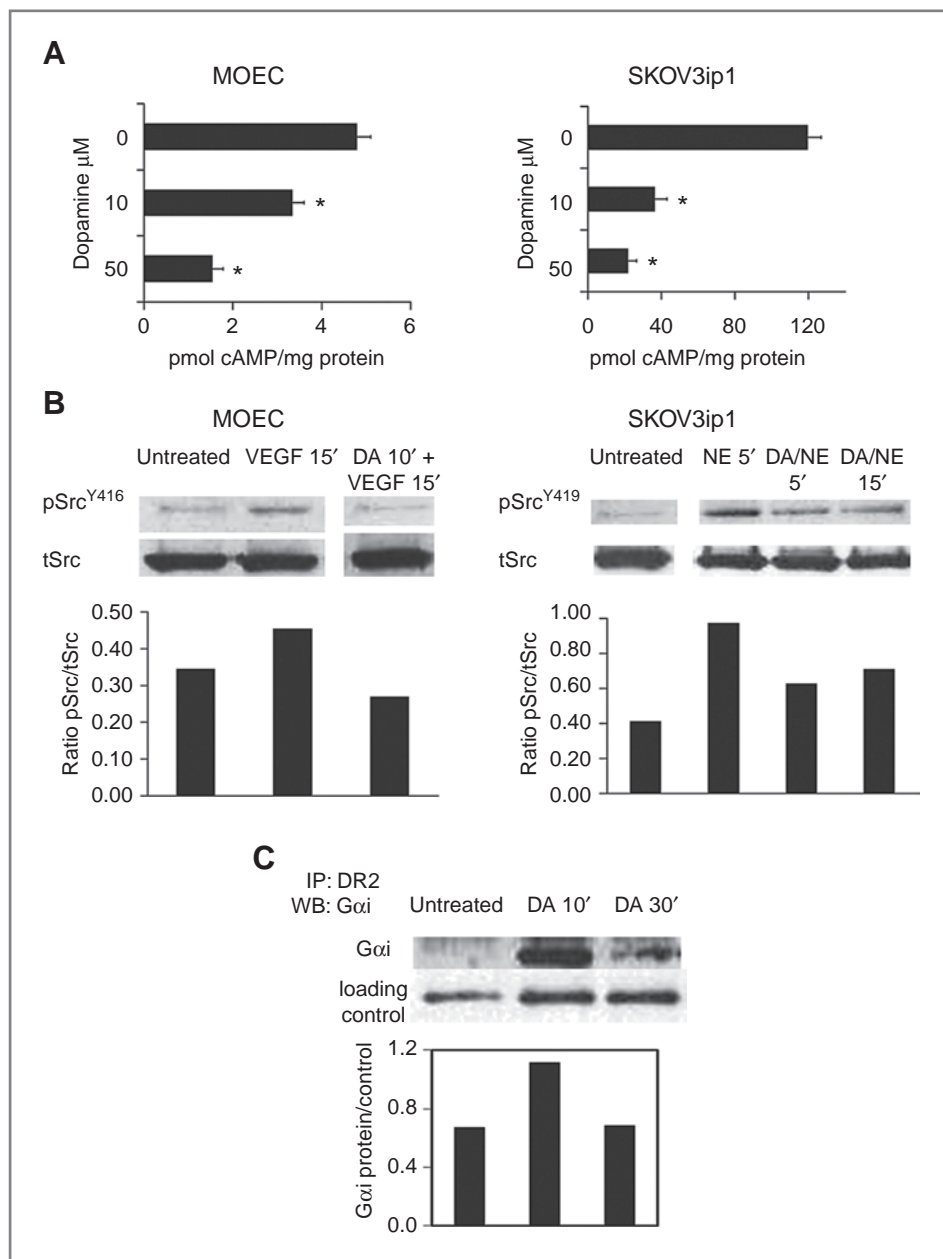 A
MOEC
Dopamine μM
0
10
*
50
*
0 2 4 6
pmol cAMP/mg protein
SKOV3ip1
Dopamine μM
0
10
*
50
*
0 40 80 120
pmol cAMP/mg protein
B
MOEC
Untreated VEGF 15′ DA 10′ +
VEGF 15′
pSrcY416
tSrc
Ratio pSrc/tSrc
0.50
0.40
0.30
0.20
0.10
0.00
SKOV3ip1
Untreated NE 5′ DA/NE DA/NE
5′ 15′
pSrcY419
tSrc
Ratio pSrc/tSrc
1.00
0.80
0.60
0.40
0.20
0.00
C
IP: DR2
WB: Gαi Untreated DA 10′ DA 30′
Gαi
loading
control
Gαi protein/control
1.2
0.8
0.4
0.0